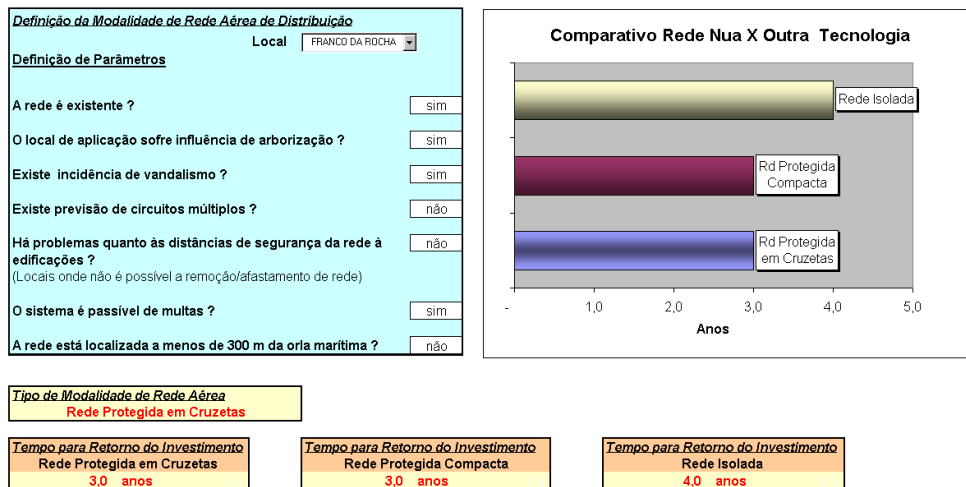 Definição da Modalidade de Rede Aérea de Distribuição
Local FRANCO DA ROCHA
Definição de Parâmetros
A rede é existente ? sim
O local de aplicação sofre influência de arborização ? sim
Existe incidência de vandalismo ? sim
Existe previsão de circuitos múltiplos ? não
Há problemas quanto às distâncias de segurança da rede à não
edificações ?
(Locais onde não é possível a remoção/afastamento de rede)
O sistema é passível de multas ? sim
A rede está localizada a menos de 300 m da orla marítima ? não
Comparativo Rede Nua X Outra Tecnologia
Rede Isolada
Rd Protegida
Compacta
Rd Protegida
em Cruzetas
- 1,0 2,0 3,0 4,0 5,0
Anos
Tipo de Modalidade de Rede Aérea
Rede Protegida em Cruzetas
Tempo para Retorno do Investimento
Rede Protegida em Cruzetas
3,0 anos
Tempo para Retorno do Investimento
Rede Protegida Compacta
3,0 anos
Tempo para Retorno do Investimento
Rede Isolada
4,0 anos